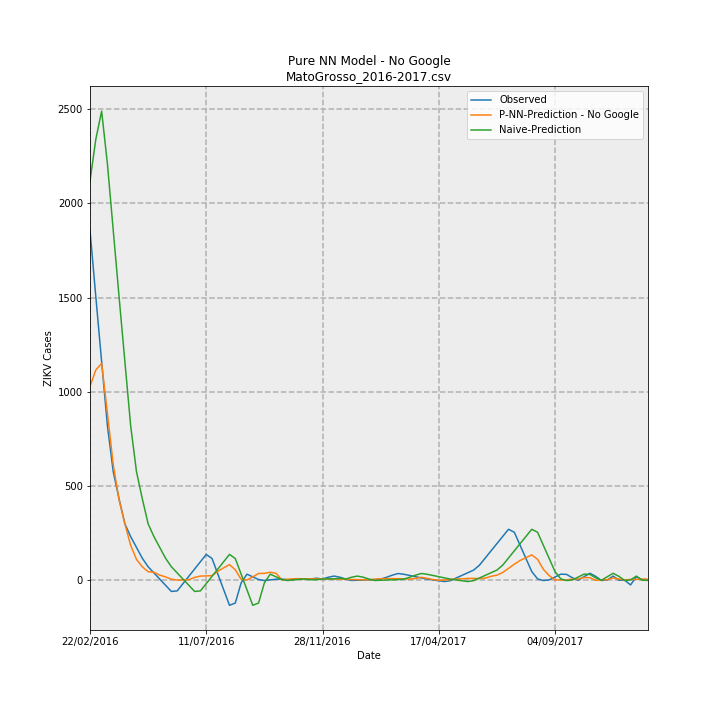 Pure NN Model - No Google
MatoGrosso_2016-2017.csv
Observed
P-NN-Prediction - No Google
Naive-Prediction
ZIKV Cases
2500
2000
1500
1000
500
0
22/02/2016
11/07/2016
28/11/2016
17/04/2017
04/09/2017
Date